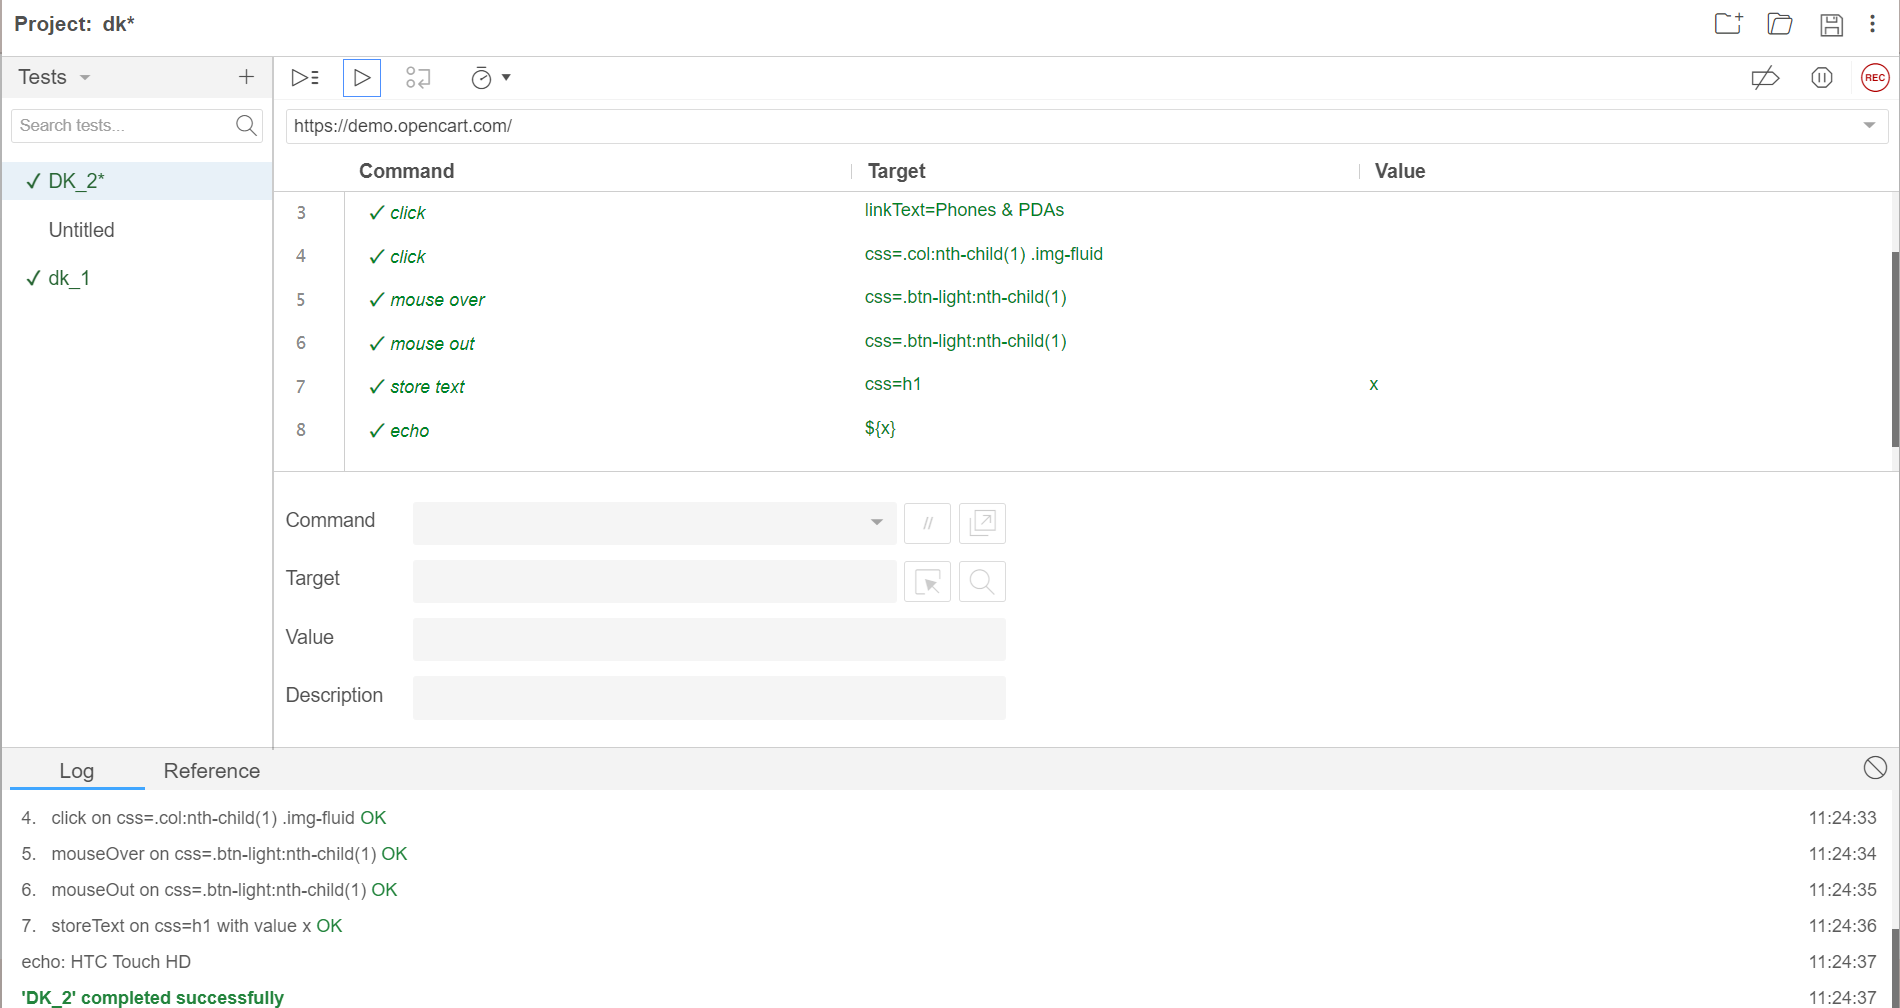 Project: dk*
Tests
Search tests...
DK_2*
Untitled
dk_1
REC
https://demo.opencart.com/
Command Target Value
3 click linkText=Phones & PDAs
4 click css=.col:nth-child(1) .img-fluid
5 mouse over css=.btn-light:nth-child(1)
6 mouse out css=.btn-light:nth-child(1)
7 store text css=h1 x
8 echo ${x}
Command //
Target
Value
Description
Log Reference
4. click on css=.col:nth-child(1) .img-fluid OK 11:24:33
5. mouseOver on css=.btn-light:nth-child(1) OK 11:24:34
6. mouseOut on css=.btn-light:nth-child(1) OK 11:24:35
7. storeText on css=h1 with value x OK 11:24:36
echo: HTC Touch HD 11:24:37
'DK_2' completed successfully 11:24:37